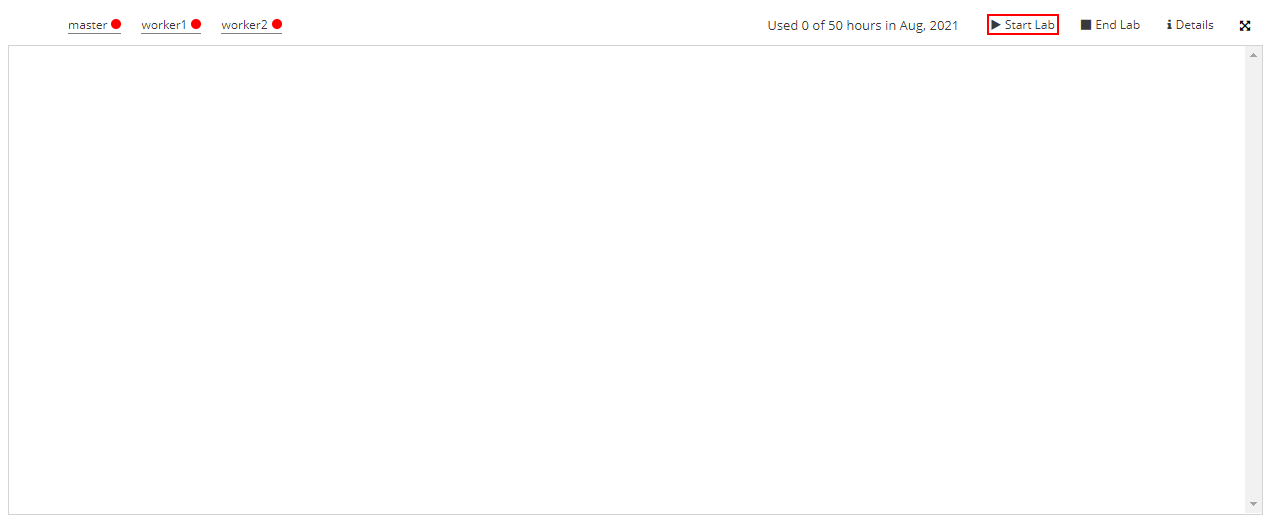 master worker1 worker2 Used 0 of 50 hours in Aug, 2021 Start Lab End Lab Details